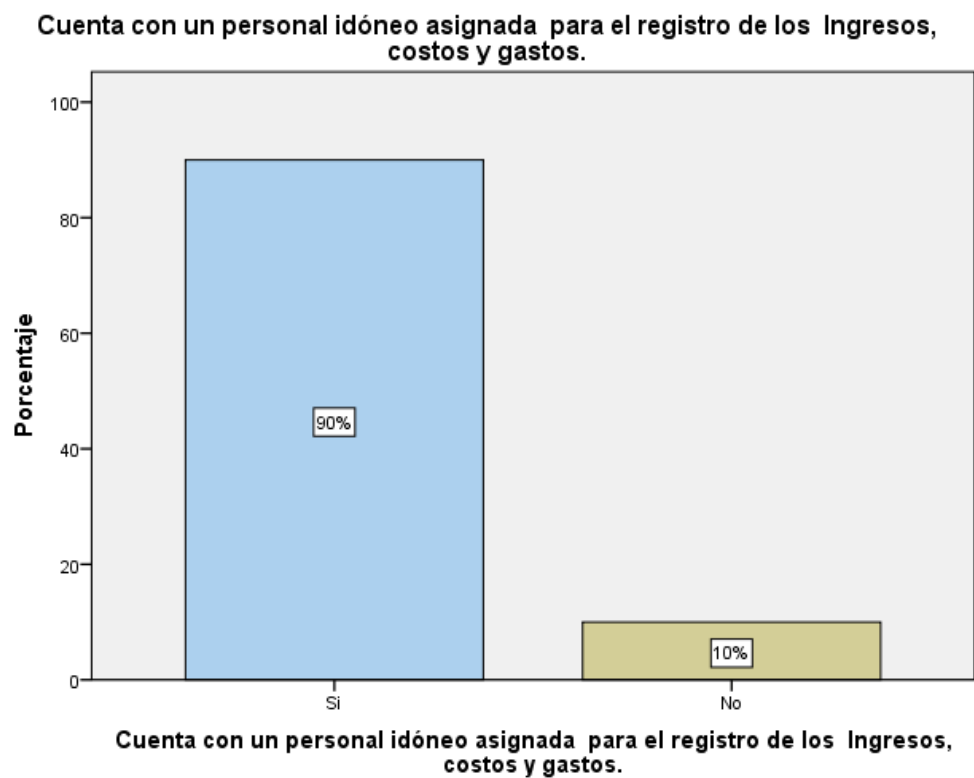 Cuenta con un personal idóneo asignada para el registro de los Ingresos,
costos y gastos.
Porcentaje
100
80
60
40
20
0
90%
10%
Si
No
Cuenta con un personal idóneo asignada para el registro de los Ingresos,
costos y gastos.